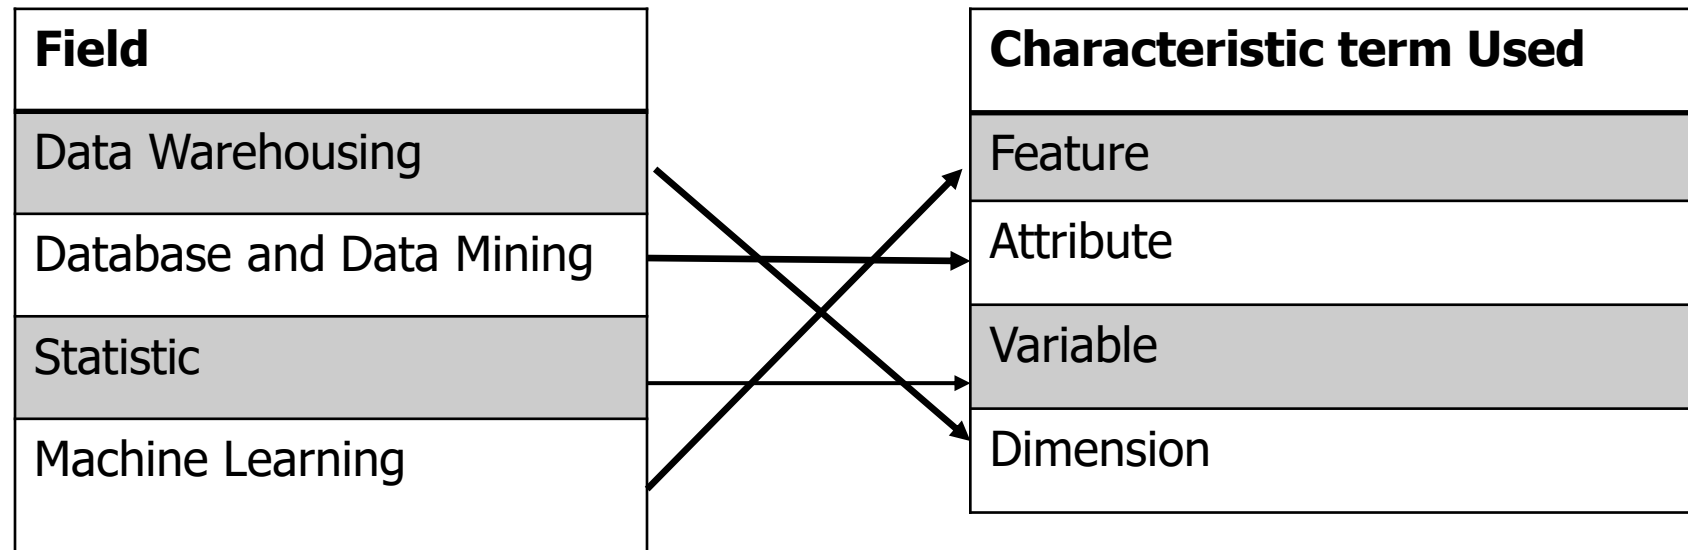 Field
Data Warehousing
Database and Data Mining
Statistic
Machine Learning
Characteristic term Used
Feature
Attribute
Variable
Dimension